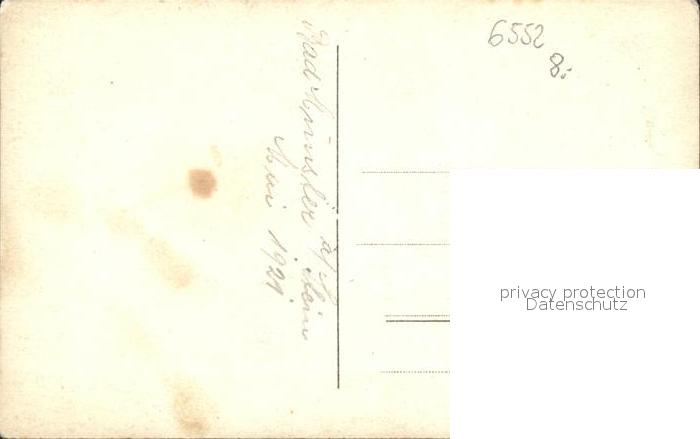 6552
8.-
Bad Münster a/ Stein
Mai 1921
privacy protection
Datenschutz